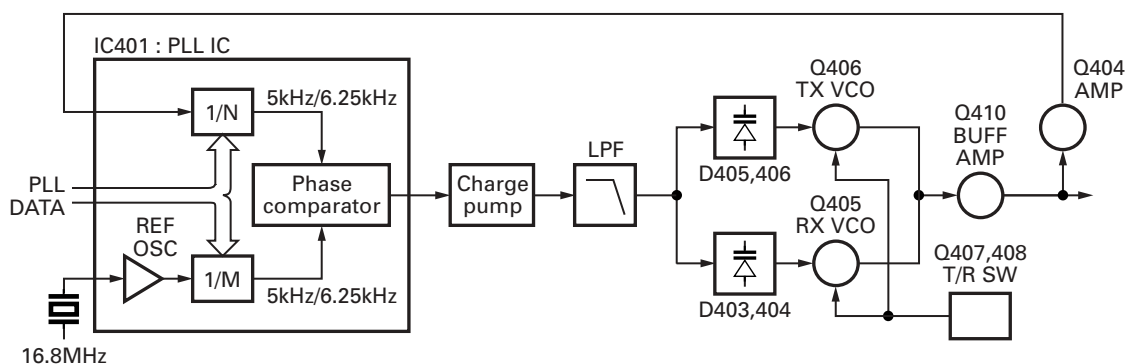 IC401 : PLL IC
1/N
5kHz/6.25kHz
PLL
DATA
REF
OSC
1/M
5kHz/6.25kHz
16.8MHz
Phase
comparator
Charge
pump
LPF
D405,406
Q406
TX VCO
D403,404
Q405
RX VCO
Q410
BUFF
AMP
Q404
AMP
Q407,408
T/R SW